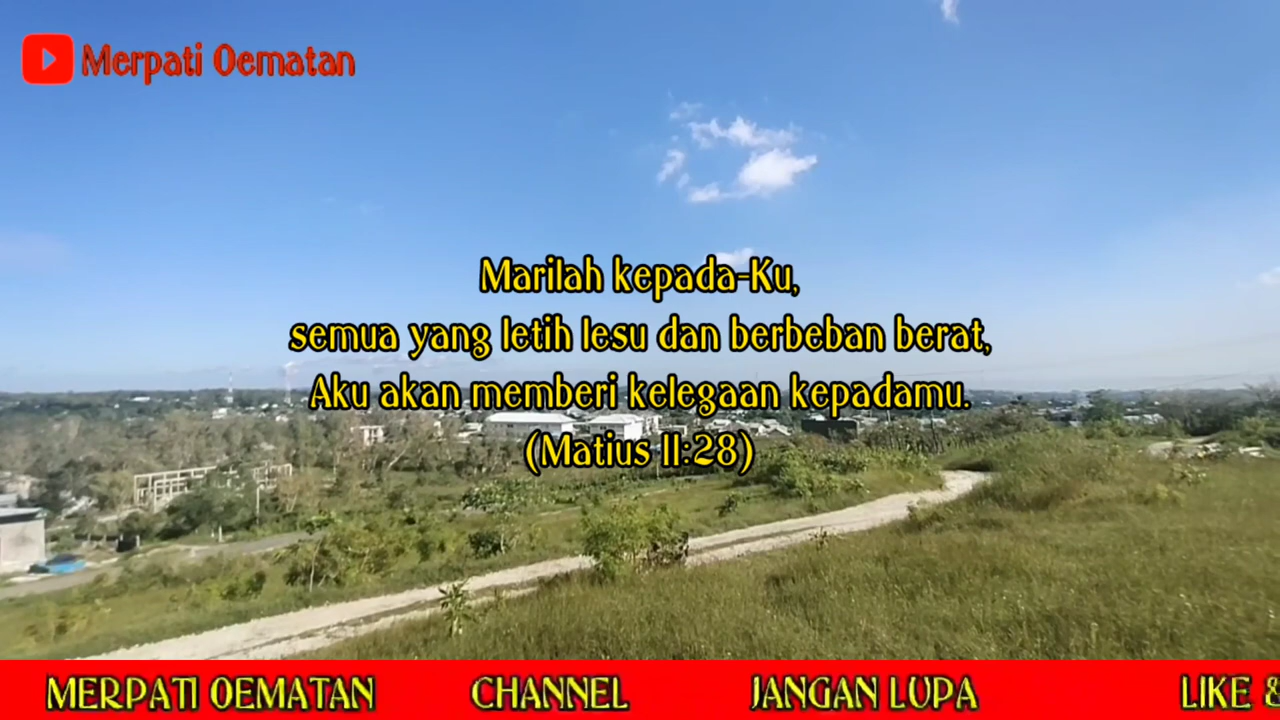 Merpati Oematan
Marilah kepada-Ku,
semua yang letih lesu dan berbeban berat,
Aku akan memberi kelegaan kepadamu.
(Matius 11:28)
MERPATI OEMATAN CHANNEL JANGAN LUPA LIKE &